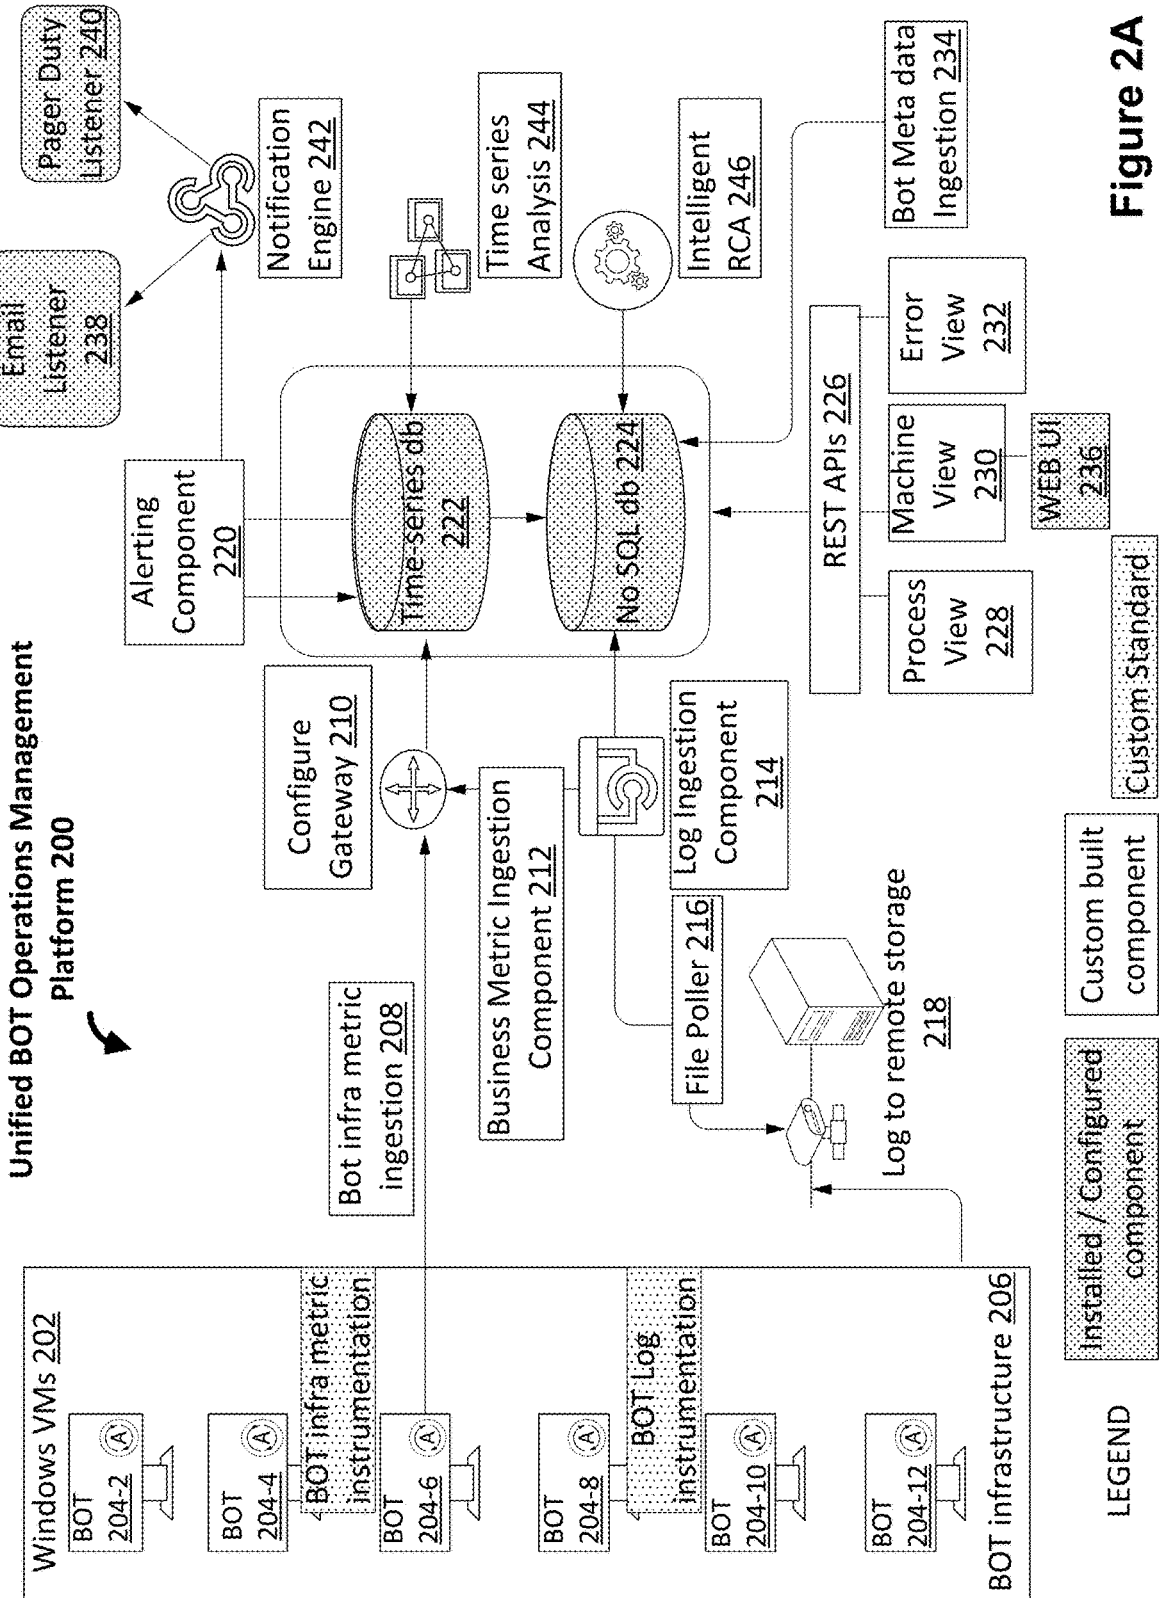 Unified BOT Operations Management
Platform 200
Windows VMs 202
BOT
204-2
BOT
204-4
BOT infra metric
instrumentation
BOT
204-6
BOT
204-8
BOT Log
instrumentation
BOT
204-10
BOT
204-12
BOT infrastructure 206
A
A
A
A
A
A
Bot infra metric
ingestion 208
Configure
Gateway 210
Business Metric Ingestion
Component 212
Log Ingestion
Component
214
File Poller 216
Log to remote storage
218
Alerting
Component
220
Time-series db
222
No SQL db 224
Email
Listener
238
Pager Duty
Listener 240
Notification
Engine 242
Time series
Analysis 244
Intelligent
RCA 246
REST APIs 226
Process
View
228
Machine
View
230
Error
View
232
Bot Meta data
Ingestion 234
WEB UI
236
LEGEND
Installed / Configured
component
Custom built
component
Custom Standard
Figure 2A